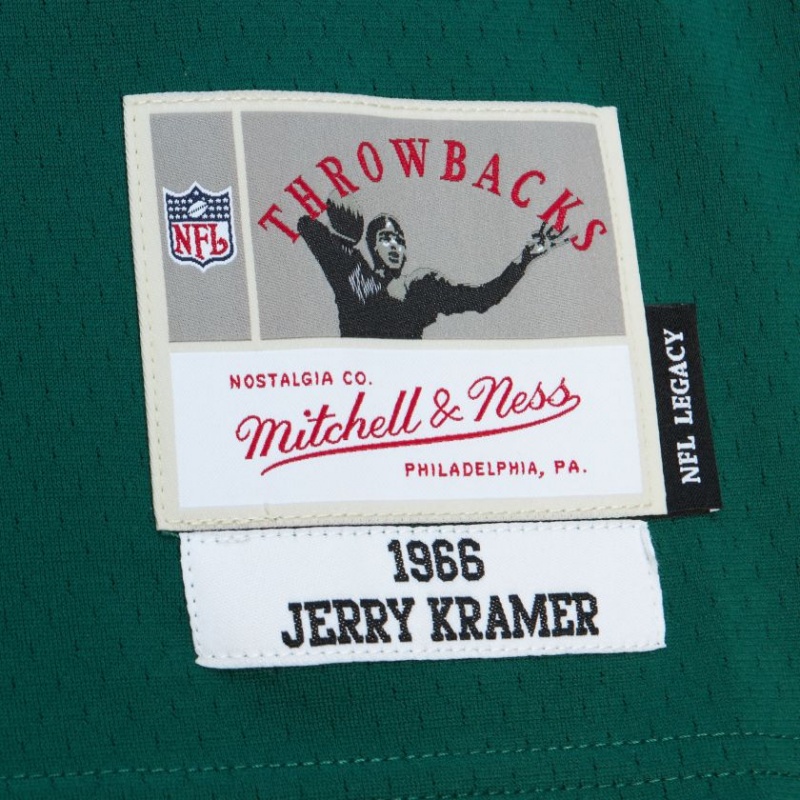 THROWBACKS
NFL
NOSTALGIA CO.
Mitchell & Ness
PHILADELPHIA, PA.
NFL LEGACY
1966
JERRY KRAMER